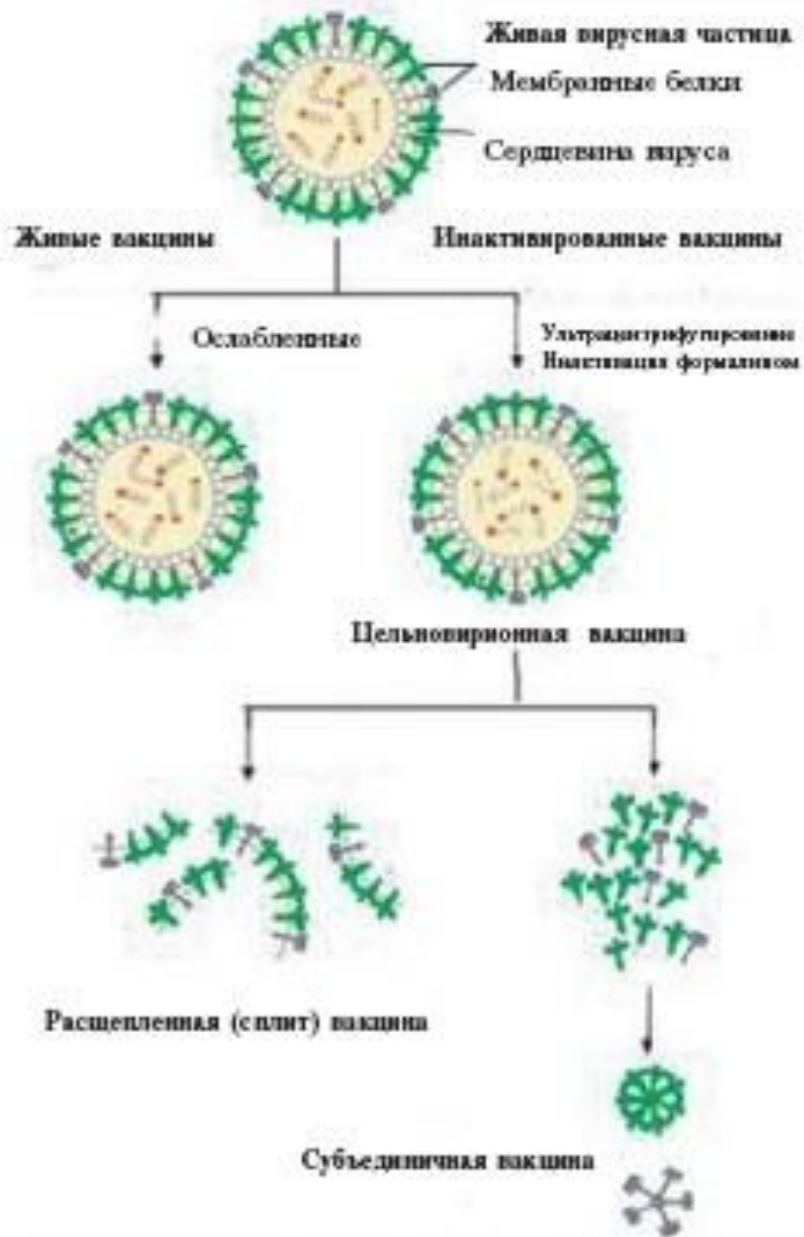 Живая вирусная частица
Мембранные белки
Сердцевина вируса
Живые вакцины
Инактивированные вакцины
Ослабленные
Ультрацентрифугирование
Инактивация формалином
Цельновирионная вакцина
Расщепленная (сплит) вакцина
Субъединичная вакцина